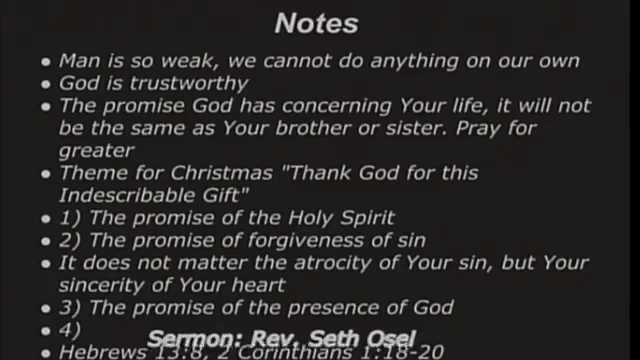 Notes
• Man is so weak, we cannot do anything on our own
• God is trustworthy
• The promise God has concerning Your life, it will not
be the same as Your brother or sister. Pray for
greater
• Theme for Christmas "Thank God for this
Indescribable Gift"
• 1) The promise of the Holy Spirit
• 2) The promise of forgiveness of sin
• It does not matter the atrocity of Your sin, but Your
sincerity of Your heart
• 3) The promise of the presence of God
• 4)
Sermon: Rev. Seth Osei
• Hebrews 13:8, 2 Corinthians 1:18-20